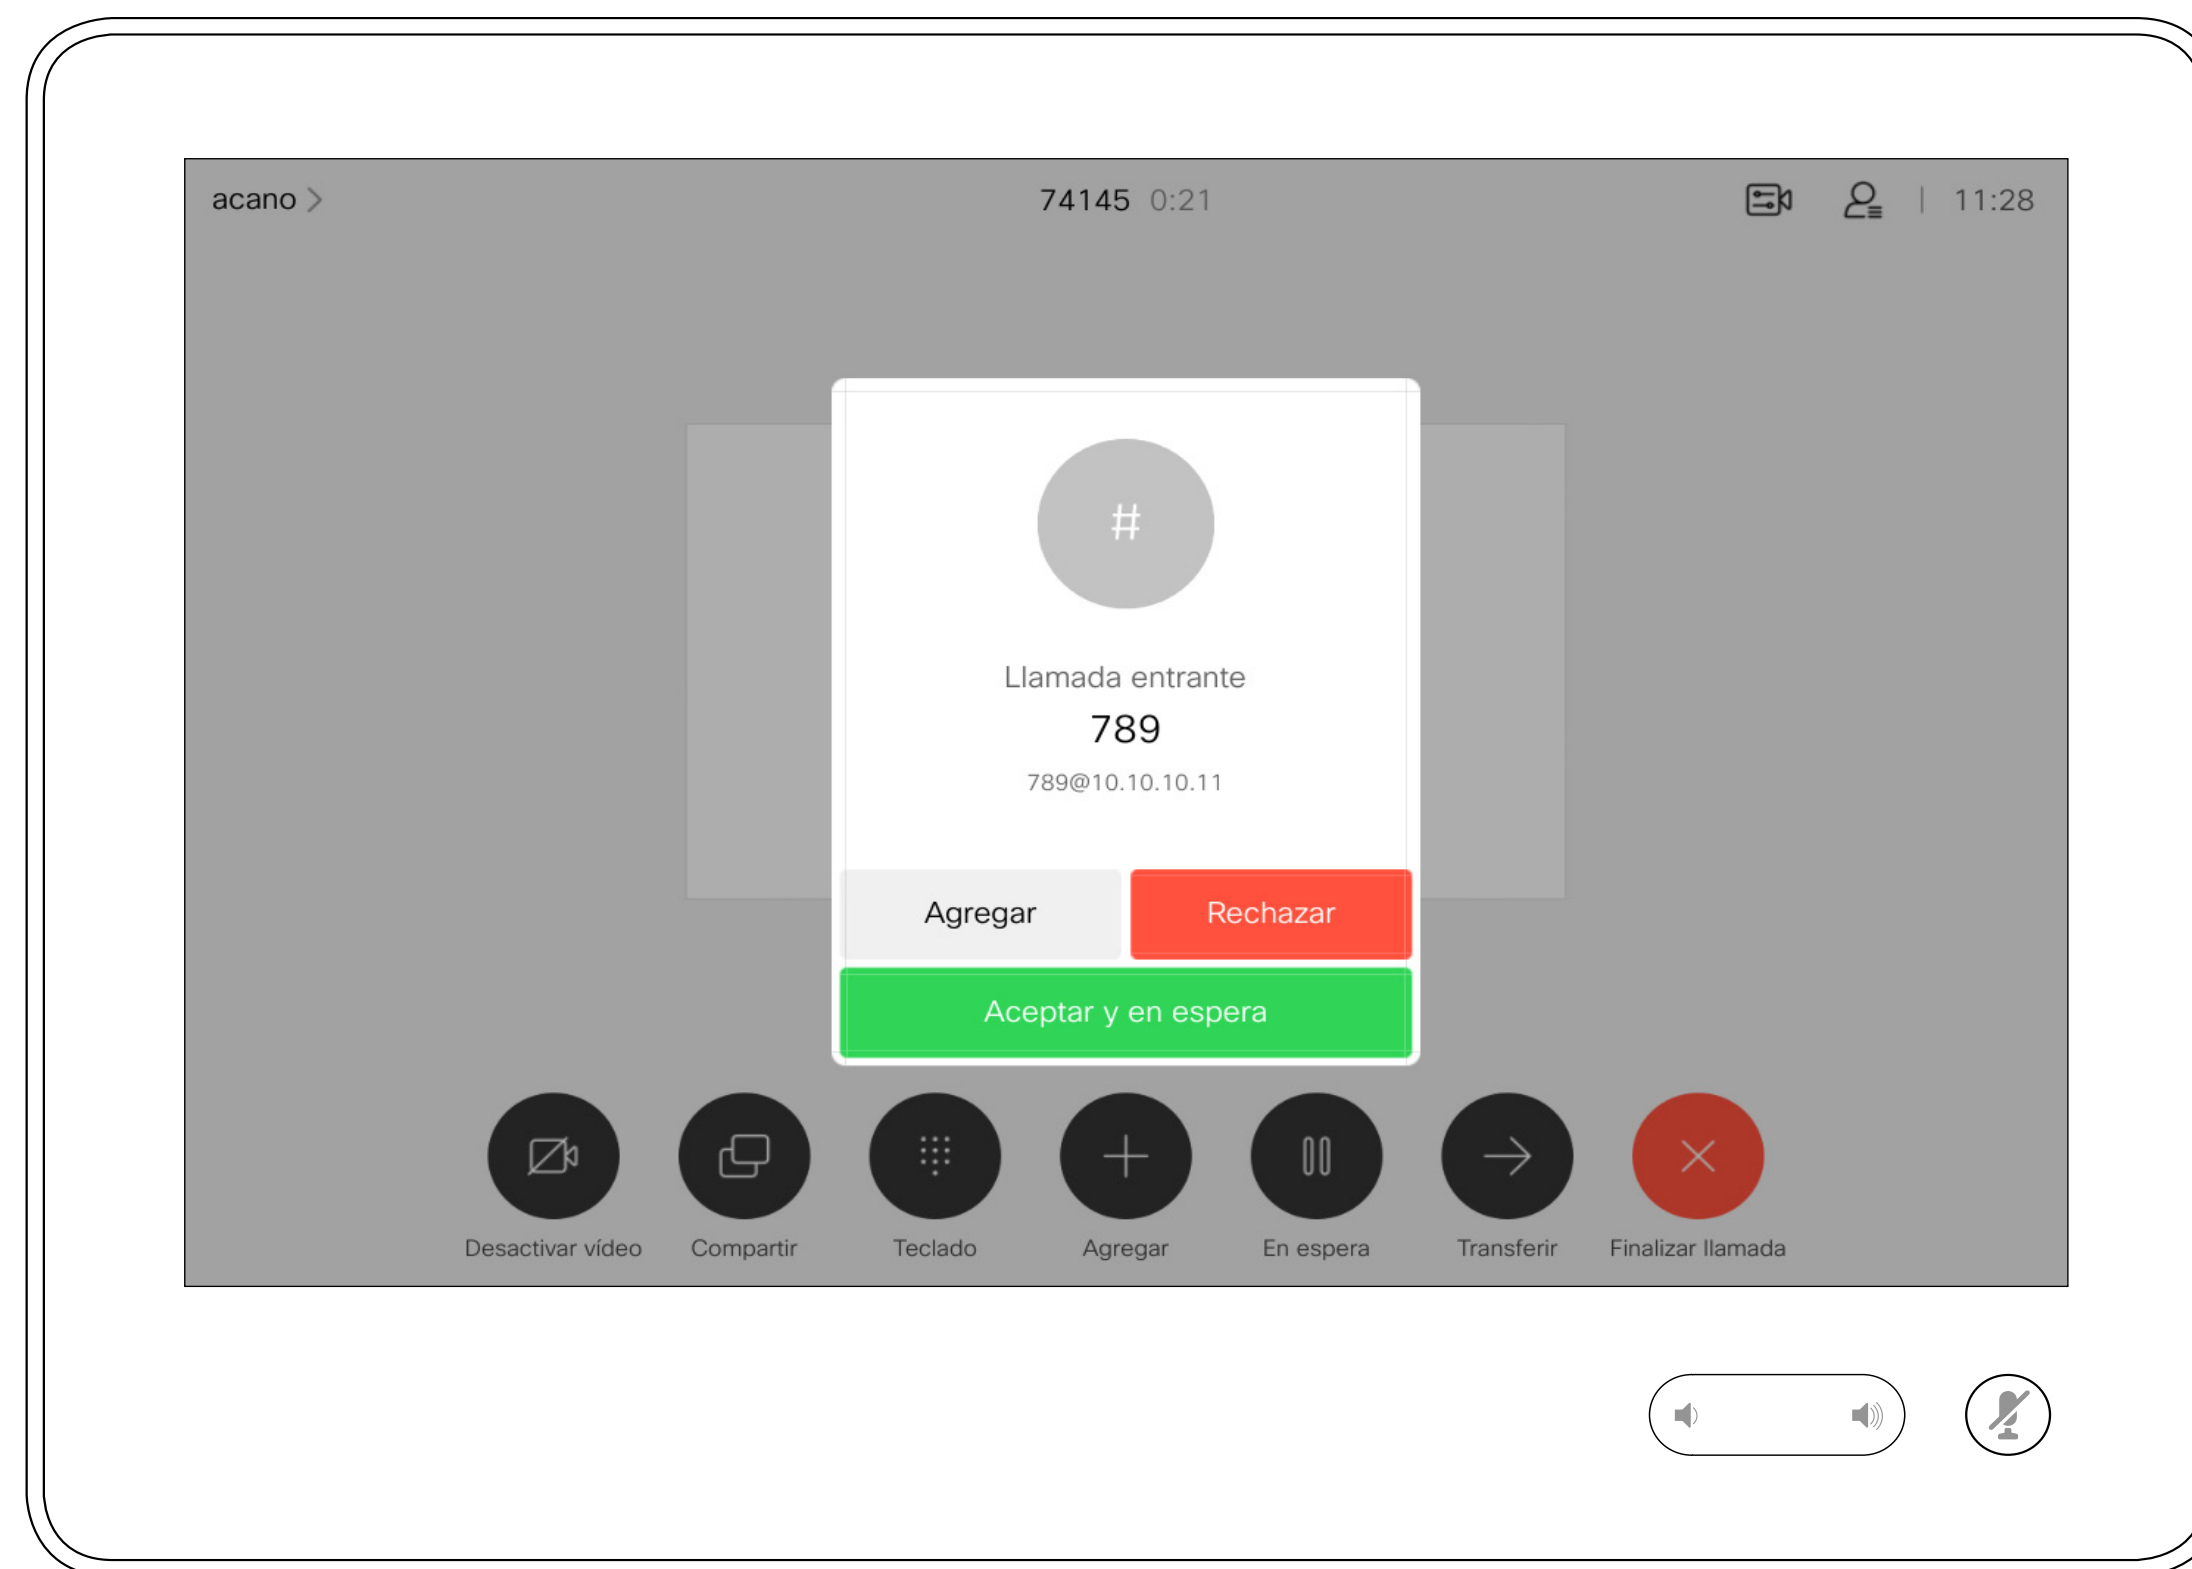 acano
74145 0:21
11:28
#
Llamada entrante
789
789@10.10.10.11
Agregar Rechazar
Aceptar y en espera
Desactivar vídeo Compartir Teclado Agregar En espera Transferir Finalizar llamada